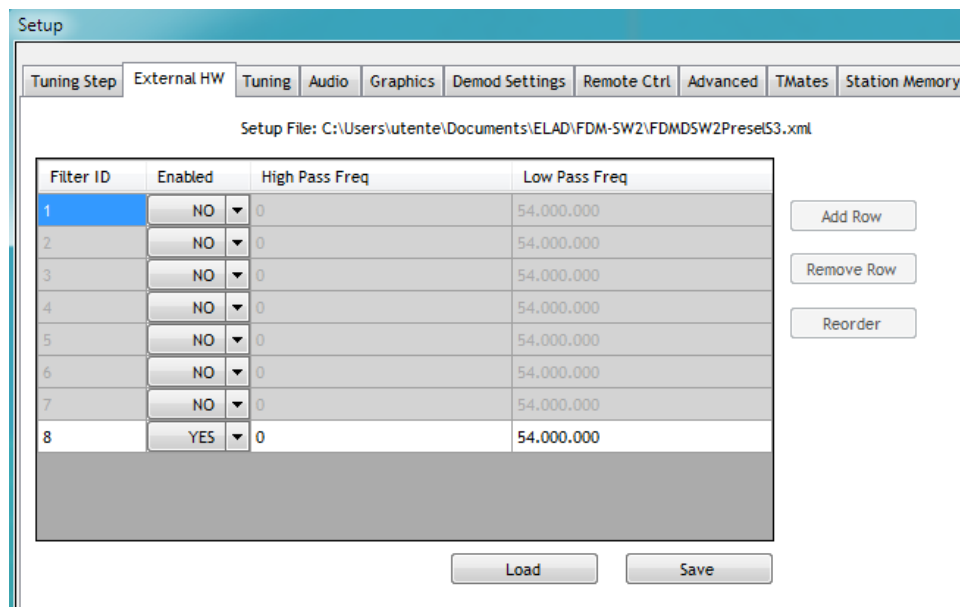 Setup
Tuning Step External HW Tuning Audio Graphics Demod Settings Remote Ctrl Advanced TMates Station Memory
Setup File: C:\Users\utente\Documents\ELAD\FDM-SW2\FDMDSW2PreselS3.xml
Filter ID Enabled High Pass Freq Low Pass Freq
1 NO 0 54.000.000
Add Row
2 NO 0 54.000.000
3 NO 0 54.000.000
Remove Row
4 NO 0 54.000.000
Reorder
5 NO 0 54.000.000
6 NO 0 54.000.000
7 NO 0 54.000.000
8 YES 0 54.000.000
Load Save